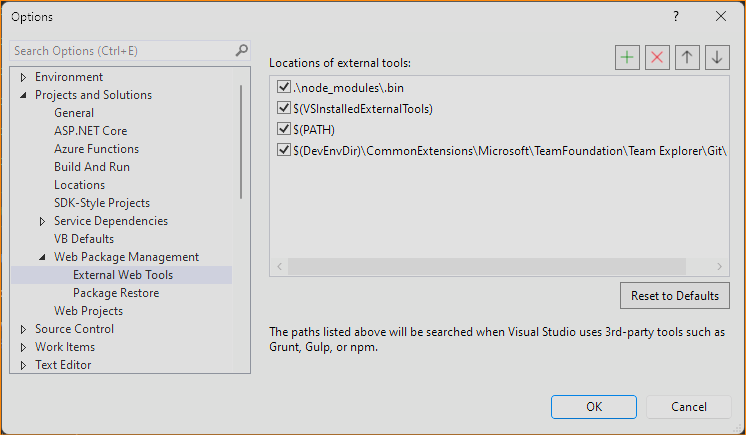 Options
?
Search Options (Ctrl+E)
Environment
Projects and Solutions
General
ASP.NET Core
Azure Functions
Build And Run
Locations
SDK-Style Projects
Service Dependencies
VB Defaults
Web Package Management
External Web Tools
Package Restore
Web Projects
Source Control
Work Items
Text Editor
Locations of external tools:
.\node_modules\.bin
$(VSInstalledExternalTools)
$(PATH)
$(DevEnvDir)\CommonExtensions\Microsoft\TeamFoundation\Team Explorer\Git\
Reset to Defaults
The paths listed above will be searched when Visual Studio uses 3rd-party tools such as
Grunt, Gulp, or npm.
OK
Cancel